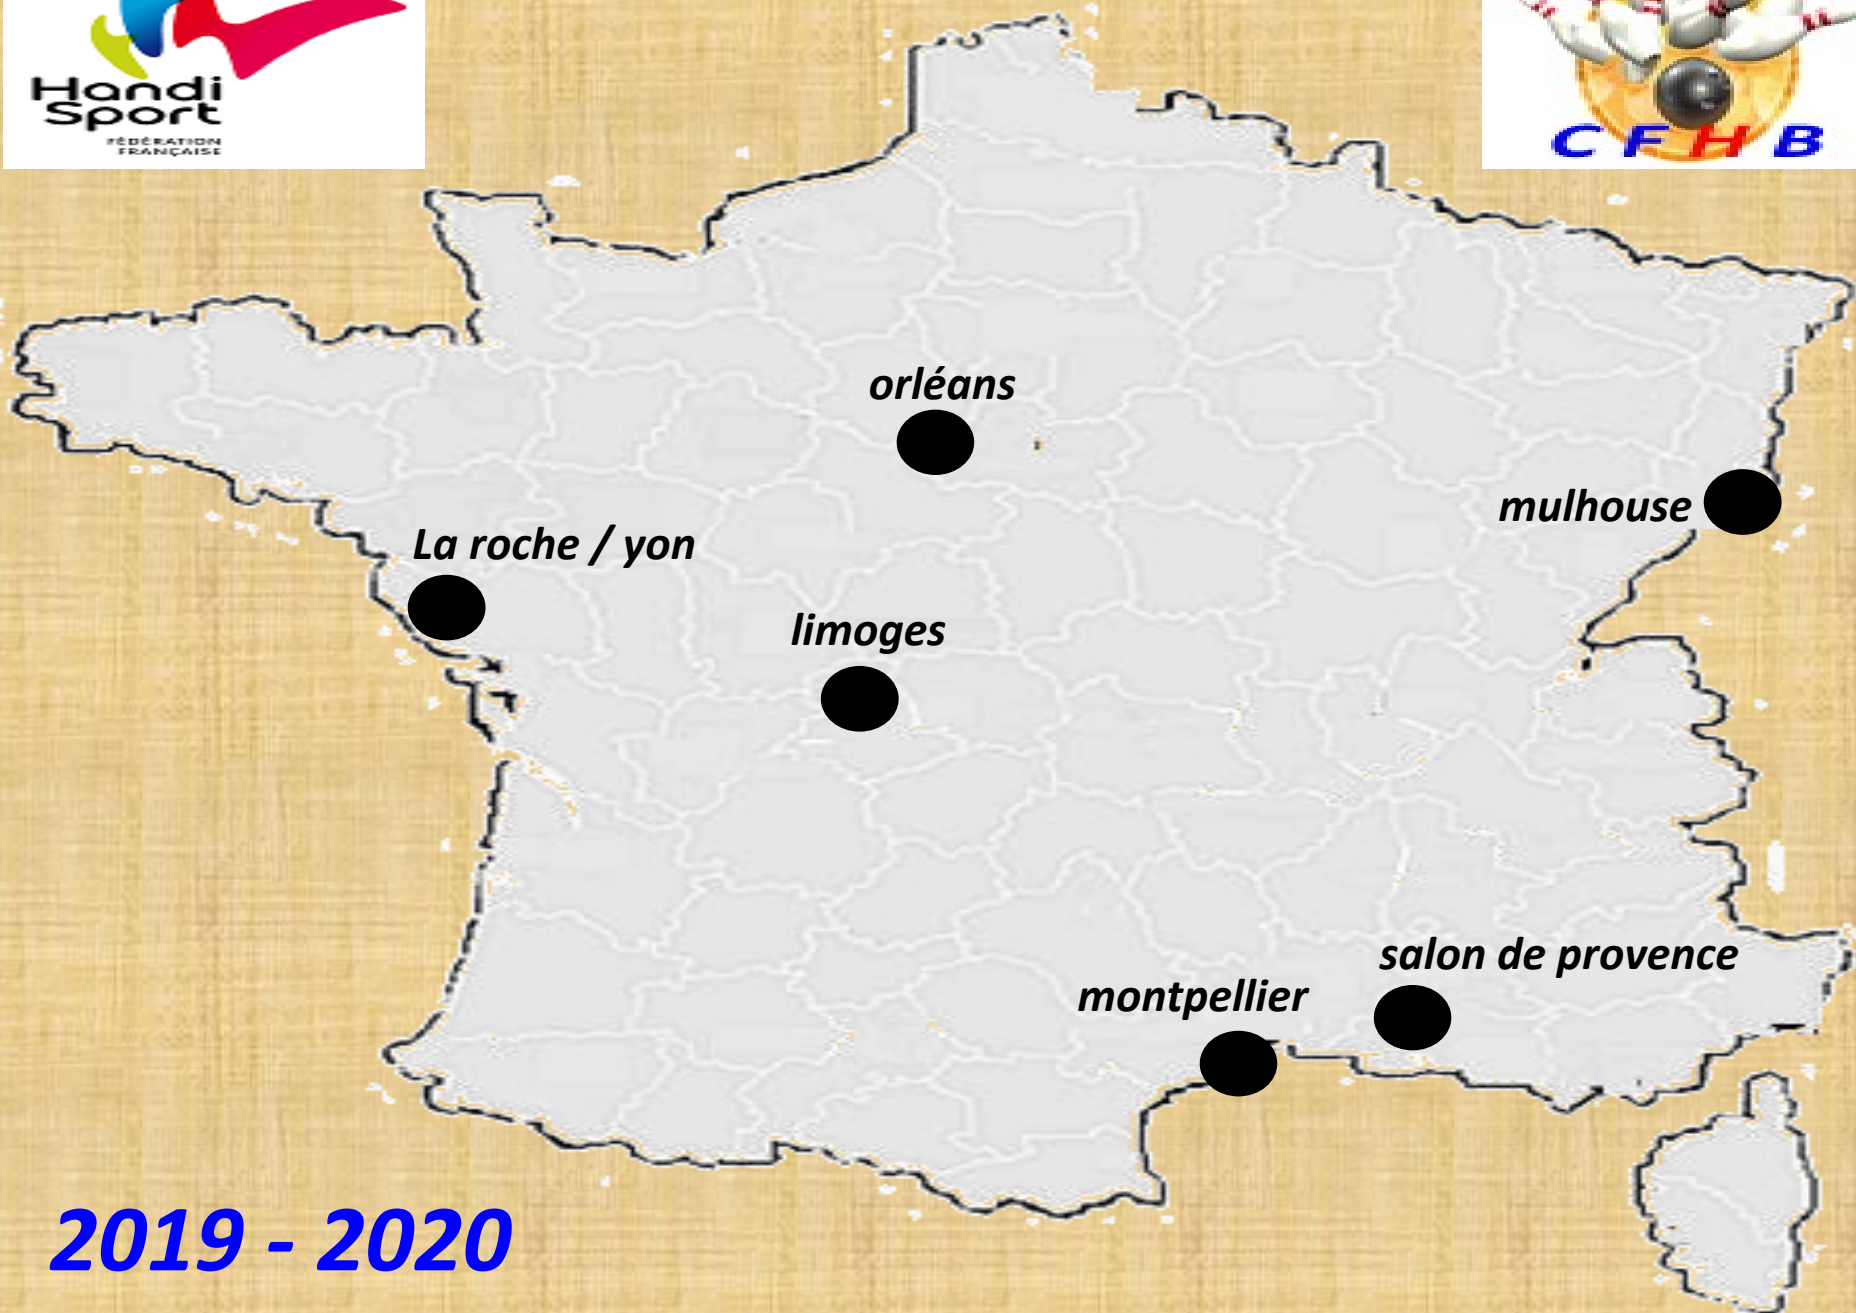 Handi
Sport
FÉDÉRATION
FRANÇAISE
CFHB
orléans
mulhouse
La roche / yon
limoges
salon de provence
montpellier
2019 - 2020